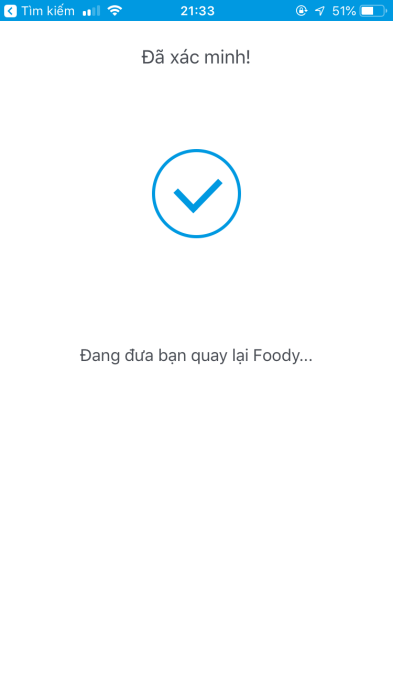 Tìm kiếm 21:33 51%
Đã xác minh!
Đang đưa bạn quay lại Foody...